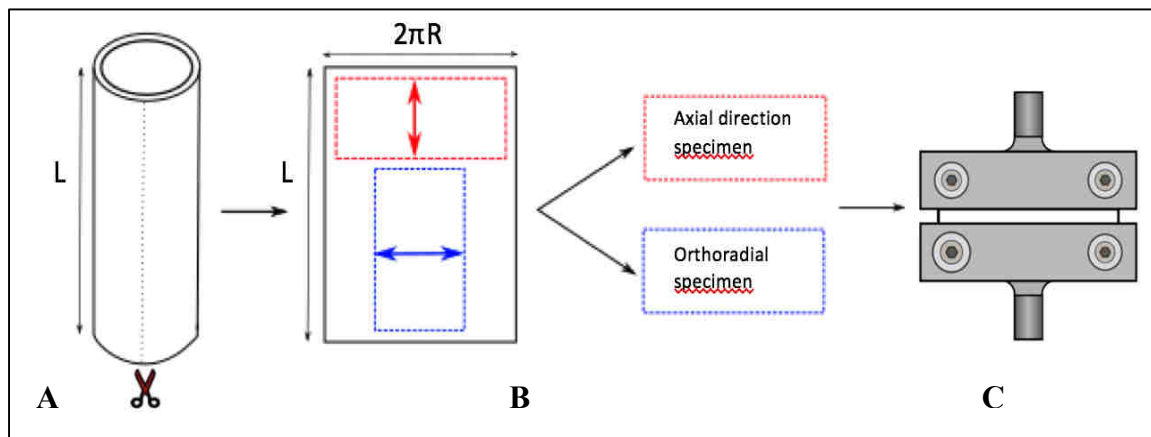 2πR
L
L
Axial direction
specimen
Orthoradial
specimen
A
B
C